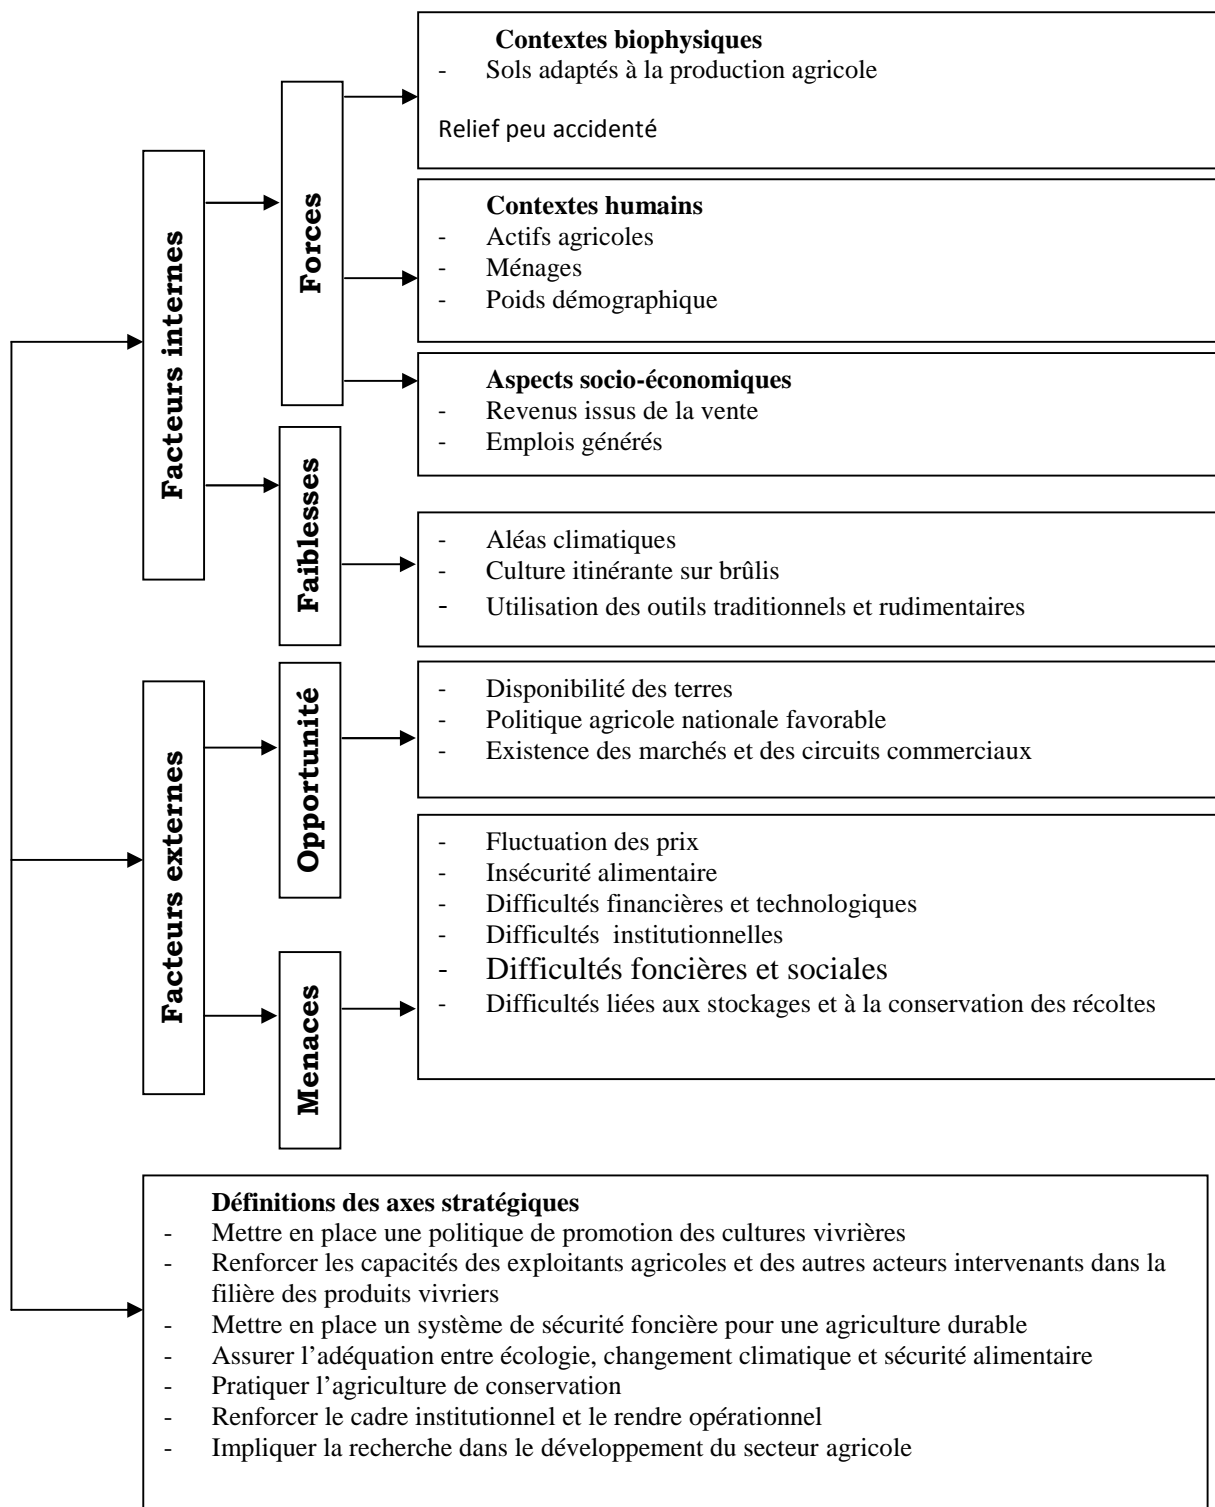 Facteurs internes
Forces
Contextes biophysiques
- Sols adaptés à la production agricole
Relief peu accidenté
Contextes humains
- Actifs agricoles
- Ménages
- Poids démographique
Aspects socio-économiques
- Revenus issus de la vente
- Emplois générés
Faiblesses
- Aléas climatiques
- Culture itinérante sur brûlis
- Utilisation des outils traditionnels et rudimentaires
Facteurs externes
Opportunité
- Disponibilité des terres
- Politique agricole nationale favorable
- Existence des marchés et des circuits commerciaux
Menaces
- Fluctuation des prix
- Insécurité alimentaire
- Difficultés financières et technologiques
- Difficultés institutionnelles
- Difficultés foncières et sociales
- Difficultés liées aux stockages et à la conservation des récoltes
Définitions des axes stratégiques
- Mettre en place une politique de promotion des cultures vivrières
- Renforcer les capacités des exploitants agricoles et des autres acteurs intervenants dans la
filière des produits vivriers
- Mettre en place un système de sécurité foncière pour une agriculture durable
- Assurer l’adéquation entre écologie, changement climatique et sécurité alimentaire
- Pratiquer l’agriculture de conservation
- Renforcer le cadre institutionnel et le rendre opérationnel
- Impliquer la recherche dans le développement du secteur agricole